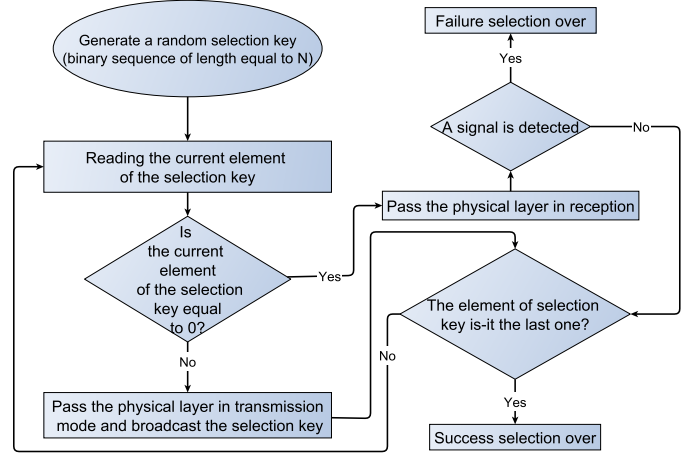 Generate a random selection key
(binary sequence of length equal to N)
Reading the current element
of the selection key
Is
the current
element
of the selection
key equal
to 0?
Yes
No
Pass the physical layer in transmission
mode and broadcast the selection key
Failure selection over
Yes
A signal is detected
No
Pass the physical layer in reception
The element of selection
key is-it the last one?
No
Yes
Success selection over